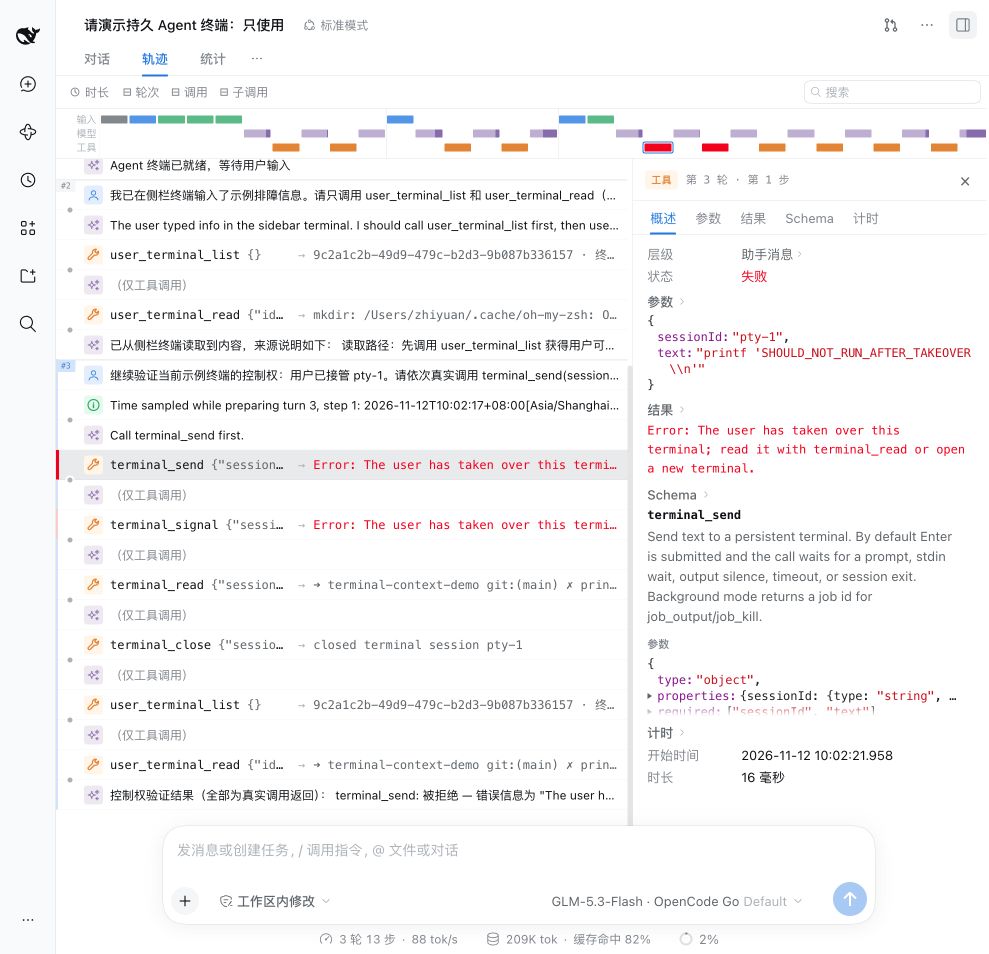 请演示持久 Agent 终端：只使用
标准模式
对话 轨迹 统计 ···
时长 轮次 调用 子调用
搜索
输入
模型
工具
Agent 终端已就绪，等待用户输入
#2
我已在侧栏终端输入了示例排障信息。请只调用 user_terminal_list 和 user_terminal_read（...
The user typed info in the sidebar terminal. I should call user_terminal_list first, then use...
user_terminal_list {} → 9c2a1c2b-49d9-479c-b2d3-9b087b336157 · 终...
（仅工具调用）
user_terminal_read {"id... → mkdir: /Users/zhiyuan/.cache/oh-my-zsh: O...
已从侧栏终端读取到内容，来源说明如下： 读取路径：先调用 user_terminal_list 获得用户可...
#3
继续验证当前示例终端的控制权：用户已接管 pty-1。请依次真实调用 terminal_send(session...
Time sampled while preparing turn 3, step 1: 2026-11-12T10:02:17+08:00[Asia/Shanghai...
Call terminal_send first.
terminal_send {"session... → Error: The user has taken over this termi...
（仅工具调用）
terminal_signal {"sessi... → Error: The user has taken over this termi...
（仅工具调用）
terminal_read {"session... → ➜ terminal-context-demo git:(main) ✗ prin...
（仅工具调用）
terminal_close {"sessio... → closed terminal session pty-1
（仅工具调用）
user_terminal_list {} → 9c2a1c2b-49d9-479c-b2d3-9b087b336157 · 终...
（仅工具调用）
user_terminal_read {"id... → ➜ terminal-context-demo git:(main) ✗ prin...
控制权验证结果（全部为真实调用返回）： terminal_send: 被拒绝 — 错误信息为 "The user h...
工具 第 3 轮 · 第 1 步
概述 参数 结果 Schema 计时
层级 助手消息
状态 失败
参数
{
sessionId: "pty-1",
text: "printf 'SHOULD_NOT_RUN_AFTER_TAKEOVER
\\n'"
}
结果
Error: The user has taken over this
terminal; read it with terminal_read or open
a new terminal.
Schema
terminal_send
Send text to a persistent terminal. By default Enter
is submitted and the call waits for a prompt, stdin
wait, output silence, timeout, or session exit.
Background mode returns a job id for
job_output/job_kill.
参数
{
type: "object",
properties: {sessionId: {type: "string", …
required: ["sessionId", "text"]
计时
开始时间 2026-11-12 10:02:21.958
时长 16 毫秒
发消息或创建任务, / 调用指令, @ 文件或对话
工作区内修改
GLM-5.3-Flash · OpenCode Go Default
3 轮 13 步 · 88 tok/s 209K tok · 缓存命中 82% 2%